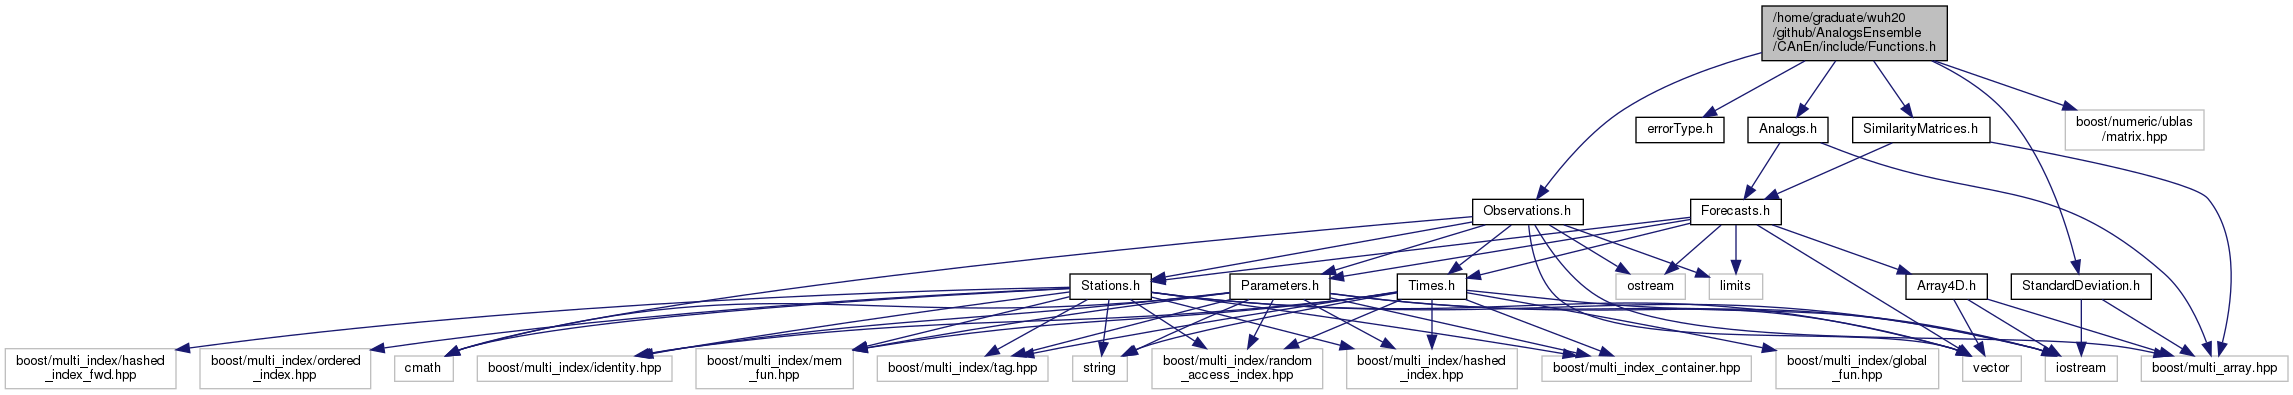 /home/graduate/wuh20
/github/AnalogsEnsemble
/CAnEn/include/Functions.h
errorType.h
Analogs.h
SimilarityMatrices.h
boost/numeric/ublas
/matrix.hpp
Observations.h
Forecasts.h
Stations.h
Parameters.h
Times.h
ostream
limits
Array4D.h
StandardDeviation.h
boost/multi_index/hashed
_index_fwd.hpp
boost/multi_index/ordered
_index.hpp
cmath
boost/multi_index/identity.hpp
boost/multi_index/mem
_fun.hpp
boost/multi_index/tag.hpp
string
boost/multi_index/random
_access_index.hpp
boost/multi_index/hashed
_index.hpp
boost/multi_index_container.hpp
boost/multi_index/global
_fun.hpp
vector
iostream
boost/multi_array.hpp